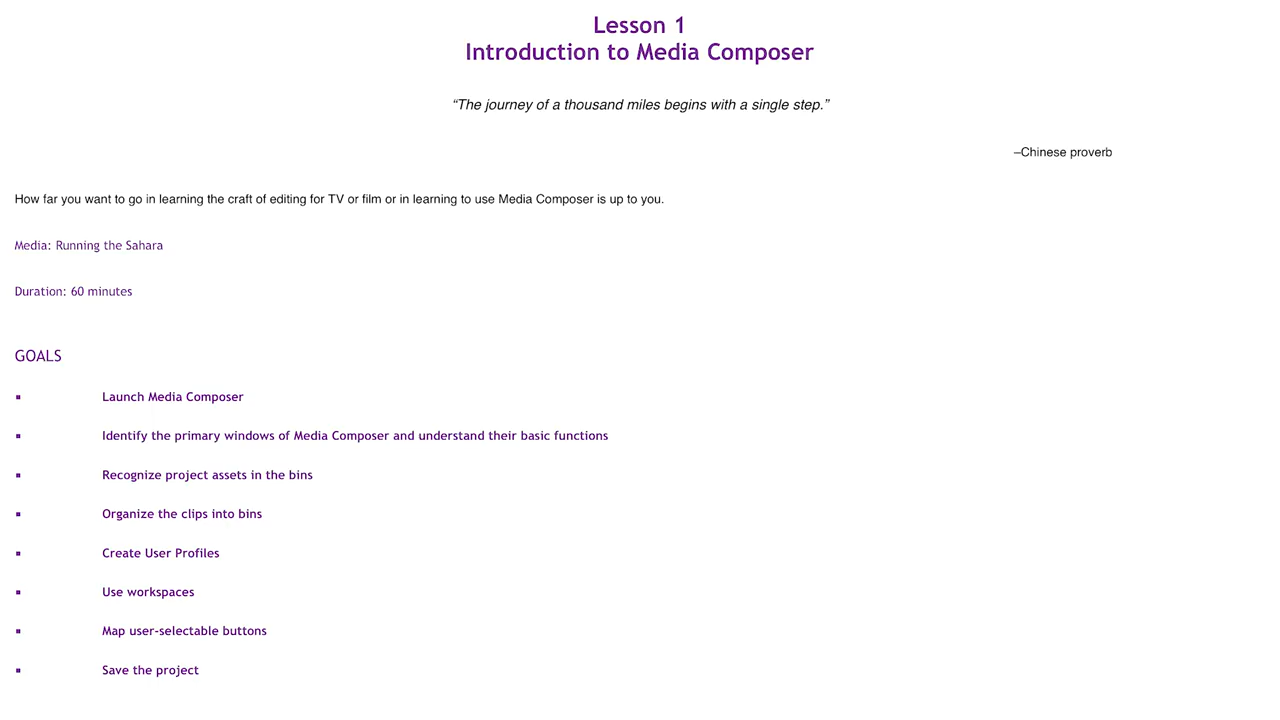 Lesson 1
Introduction to Media Composer
“The journey of a thousand miles begins with a single step.”
–Chinese proverb
How far you want to go in learning the craft of editing for TV or film or in learning to use Media Composer is up to you.
Media: Running the Sahara
Duration: 60 minutes
GOALS
▪ Launch Media Composer
▪ Identify the primary windows of Media Composer and understand their basic functions
▪ Recognize project assets in the bins
▪ Organize the clips into bins
▪ Create User Profiles
▪ Use workspaces
▪ Map user-selectable buttons
▪ Save the project